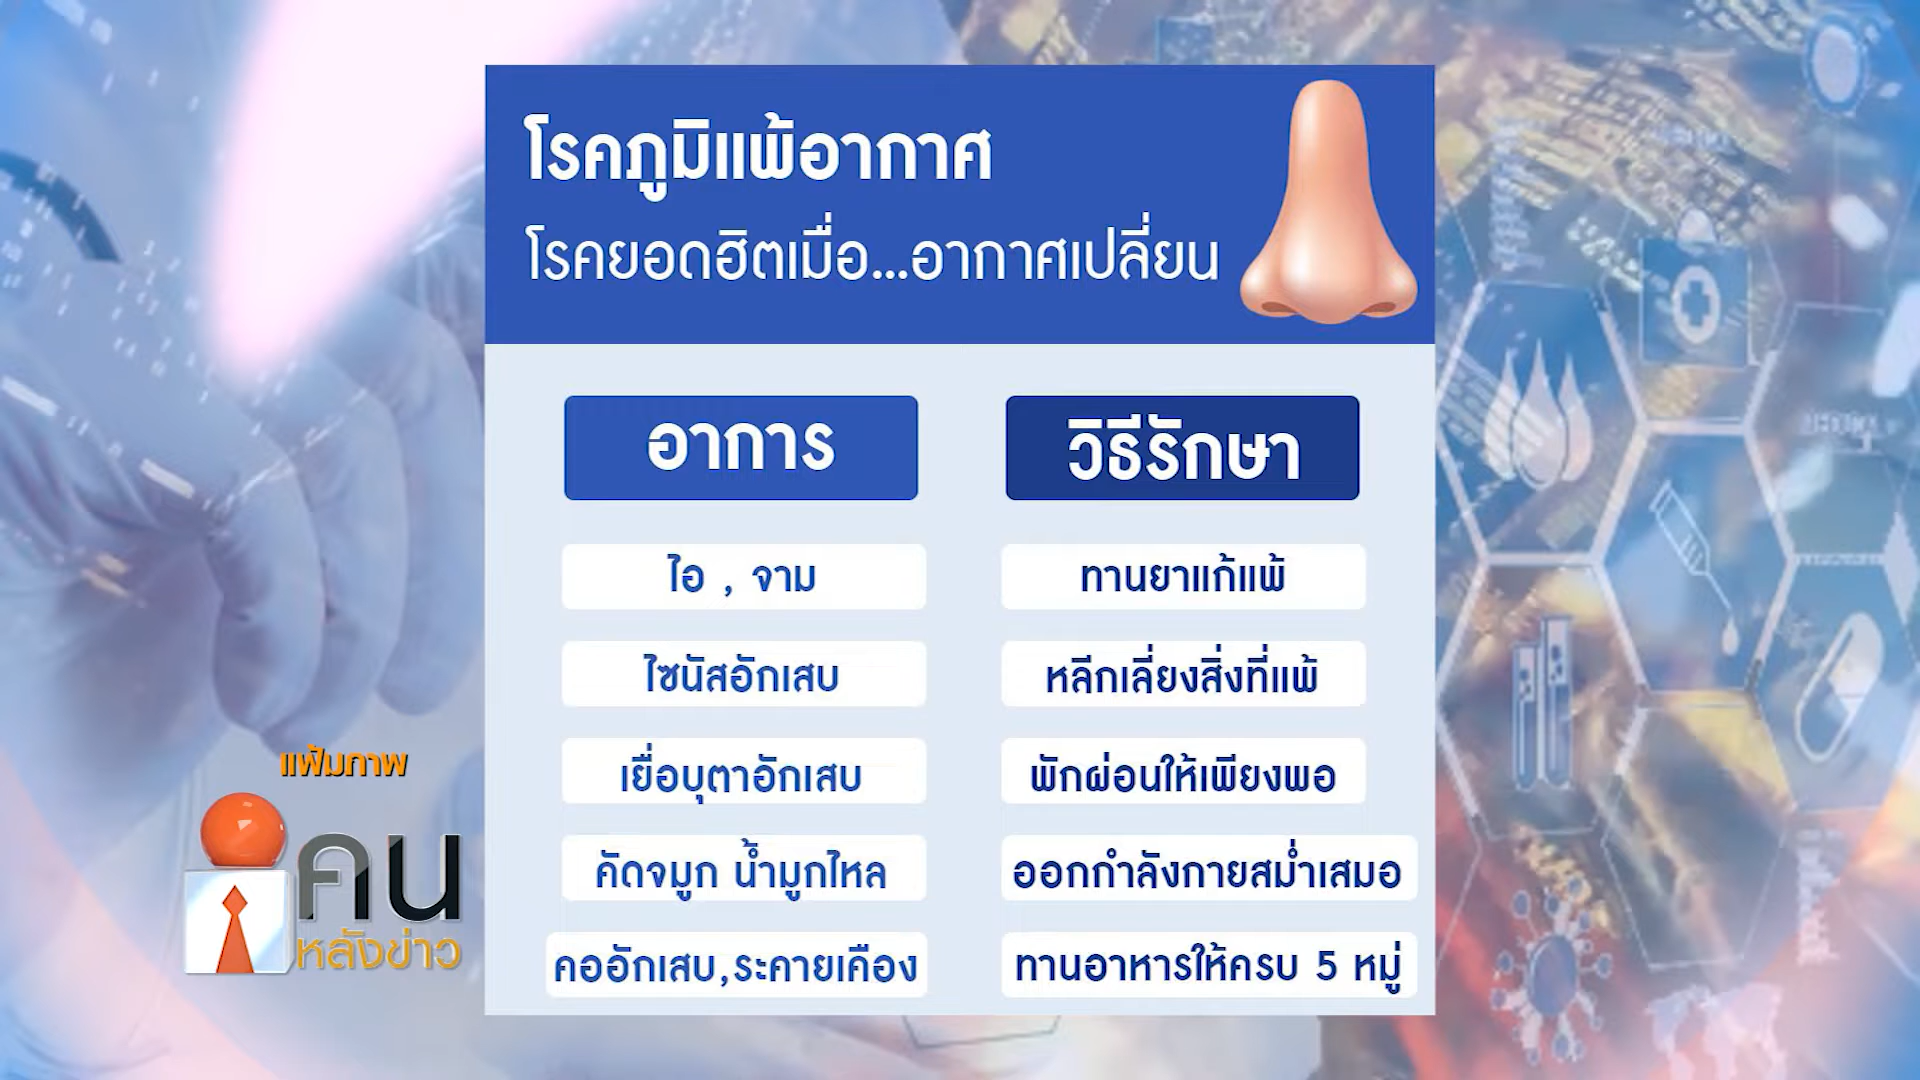 โรคภูมิแพ้อากาศ
โรคยอดฮิตเมื่อ...อากาศเปลี่ยน
อาการ
ไอ , จาม
ไซนัสอักเสบ
เยื่อบุตาอักเสบ
คัดจมูก น้ำมูกไหล
คออักเสบ,ระคายเคือง
วิธีรักษา
ทานยาแก้แพ้
หลีกเลี่ยงสิ่งที่แพ้
พักผ่อนให้เพียงพอ
ออกกำลังกายสม่ำเสมอ
ทานอาหารให้ครบ 5 หมู่
แฟ้มภาพ
คน
หลังข่าว